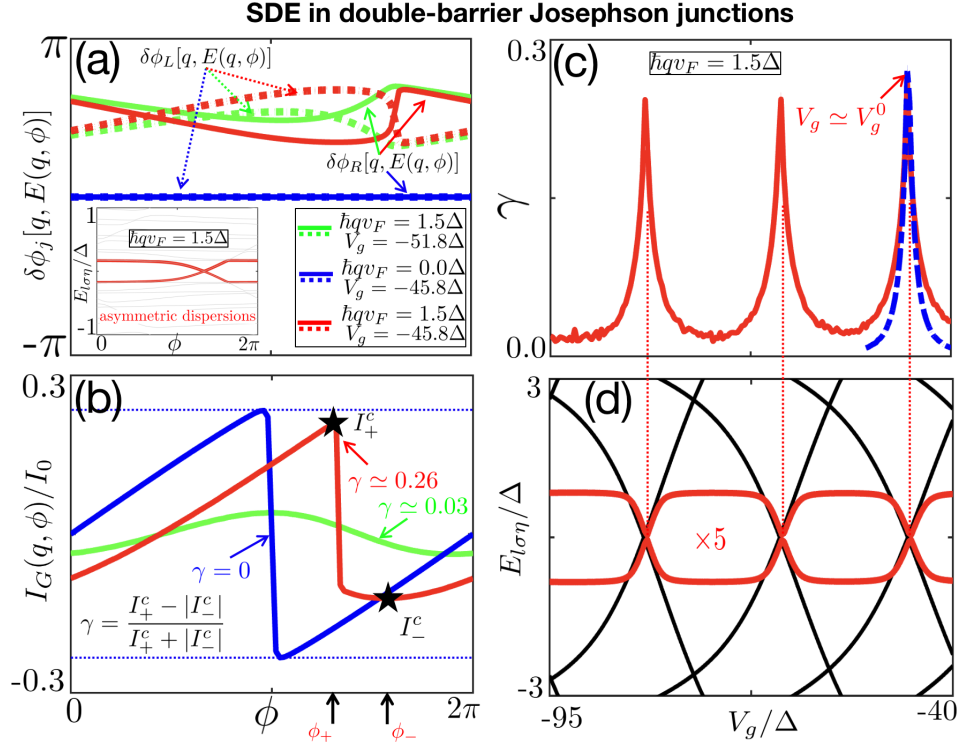 SDE in double-barrier Josephson junctions
(a)
π
-π
δϕ_j[q, E(q, ϕ)]
δϕ_L[q, E(q, ϕ)]
δϕ_R[q, E(q, ϕ)]
ħqv_F = 1.5Δ
V_g = −51.8Δ
ħqv_F = 0.0Δ
V_g = −45.8Δ
ħqv_F = 1.5Δ
V_g = −45.8Δ
1
E_{lση}/Δ
-1
ħqv_F = 1.5Δ
asymmetric dispersions
0
ϕ
2π
(b)
0.3
I_G(q, ϕ)/I_0
-0.3
I^c_+
γ ≃ 0.26
γ ≃ 0.03
γ = 0
γ = (I^c_+ − |I^c_−|) / (I^c_+ + |I^c_−|)
I^c_−
0
ϕ
2π
ϕ_+
ϕ_−
(c)
0.3
γ
0.0
ħqv_F = 1.5Δ
V_g ≃ V_g^0
(d)
3
E_{lση}/Δ
-3
×5
-95
V_g/Δ
-40